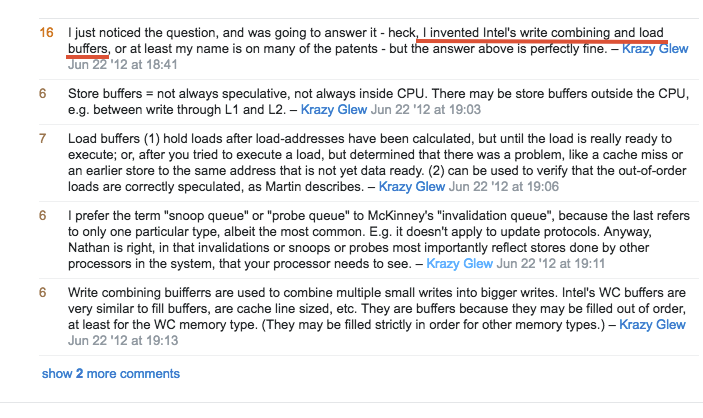 16 I just noticed the question, and was going to answer it - heck, I invented Intel's write combining and load
buffers, or at least my name is on many of the patents - but the answer above is perfectly fine. – Krazy Glew
Jun 22 '12 at 18:41
6 Store buffers = not always speculative, not always inside CPU. There may be store buffers outside the CPU,
e.g. between write through L1 and L2. – Krazy Glew Jun 22 '12 at 19:03
7 Load buffers (1) hold loads after load-addresses have been calculated, but until the load is really ready to
execute; or, after you tried to execute a load, but determined that there was a problem, like a cache miss or
an earlier store to the same address that is not yet data ready. (2) can be used to verify that the out-of-order
loads are correctly speculated, as Martin describes. – Krazy Glew Jun 22 '12 at 19:06
6 I prefer the term "snoop queue" or "probe queue" to McKinney's "invalidation queue", because the last refers
to only one particular type, albeit the most common. E.g. it doesn't apply to update protocols. Anyway,
Nathan is right, in that invalidations or snoops or probes most importantly reflect stores done by other
processors in the system, that your processor needs to see. – Krazy Glew Jun 22 '12 at 19:11
6 Write combining buifferrs are used to combine multiple small writes into bigger writes. Intel's WC buffers are
very similar to fill buffers, are cache line sized, etc. They are buffers because they may be filled out of order,
at least for the WC memory type. (They may be filled strictly in order for other memory types.) – Krazy Glew
Jun 22 '12 at 19:13
show 2 more comments